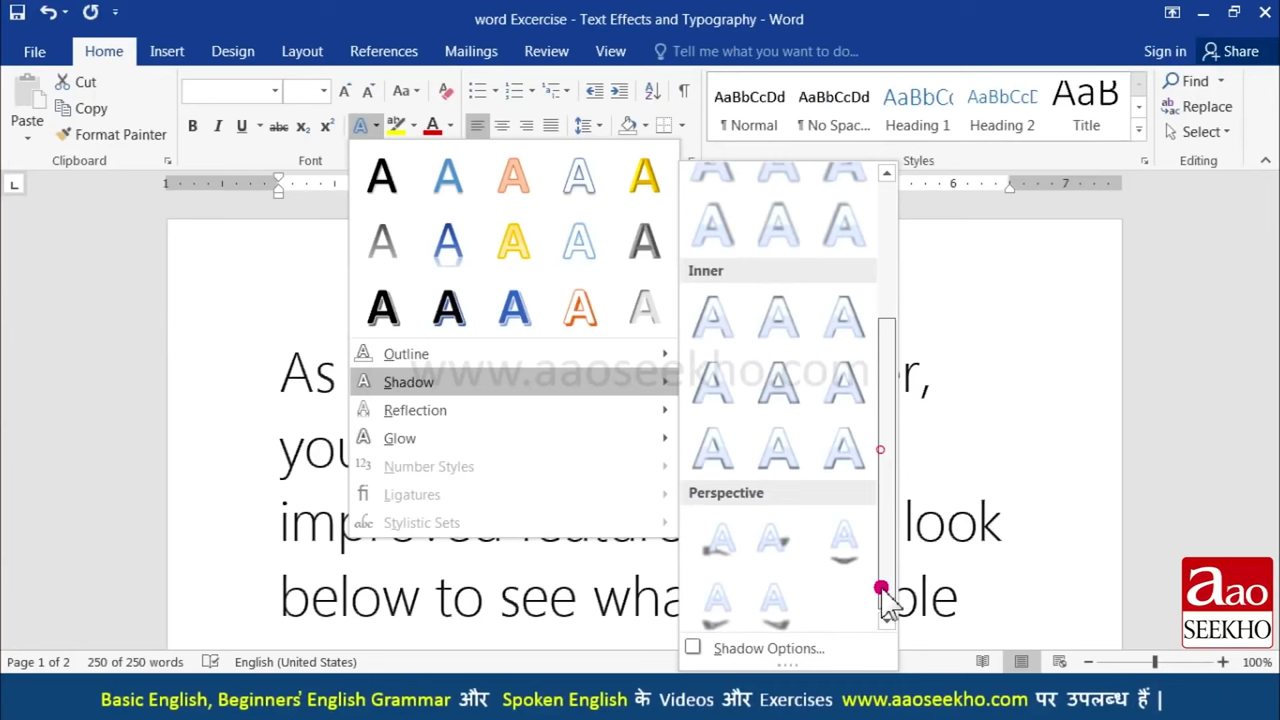 word Excercise - Text Effects and Typography - Word
File Home Insert Design Layout References Mailings Review View Tell me what you want to do... Sign in Share
Cut
Copy
Format Painter
Paste
Clipboard
Font
AaBbCcDd AaBbCcDd AaBbCc AaBbCcD AaB
¶ Normal ¶ No Spac... Heading 1 Heading 2 Title
Styles
Find
Replace
Select
Editing
1 6 7
Inner
Perspective
Shadow Options...
Outline
Shadow
Reflection
Glow
Number Styles
Ligatures
Stylistic Sets
www.aaoseekho.com
As
look
below to see
aao
SEEKHO
Page 1 of 2 250 of 250 words English (United States) 100%
Basic English, Beginners' English Grammar और Spoken English के Videos और Exercises www.aaoseekho.com पर उपलब्ध हैं |